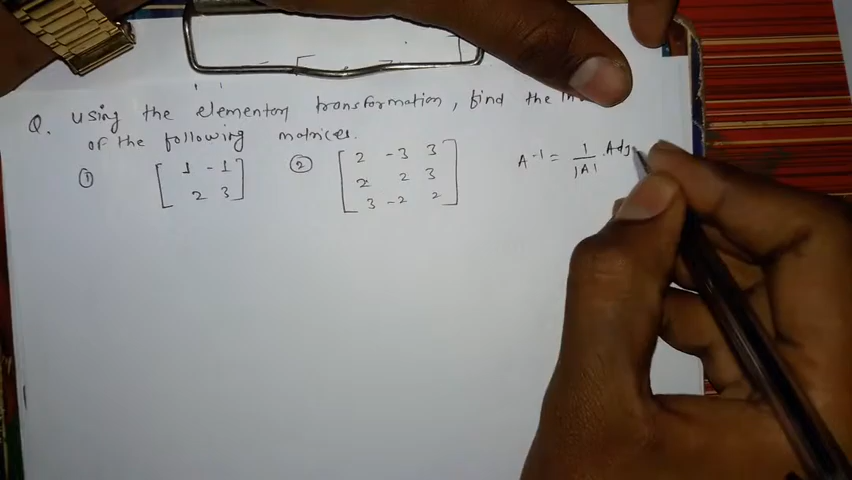 Q. Using the elementary transformation, find the
of the following matrices.
① [ 1 -1
2 3 ]
② [ 2 -3 3
2 2 3
3 -2 2 ]
A-1 = 1/|A| . Adj